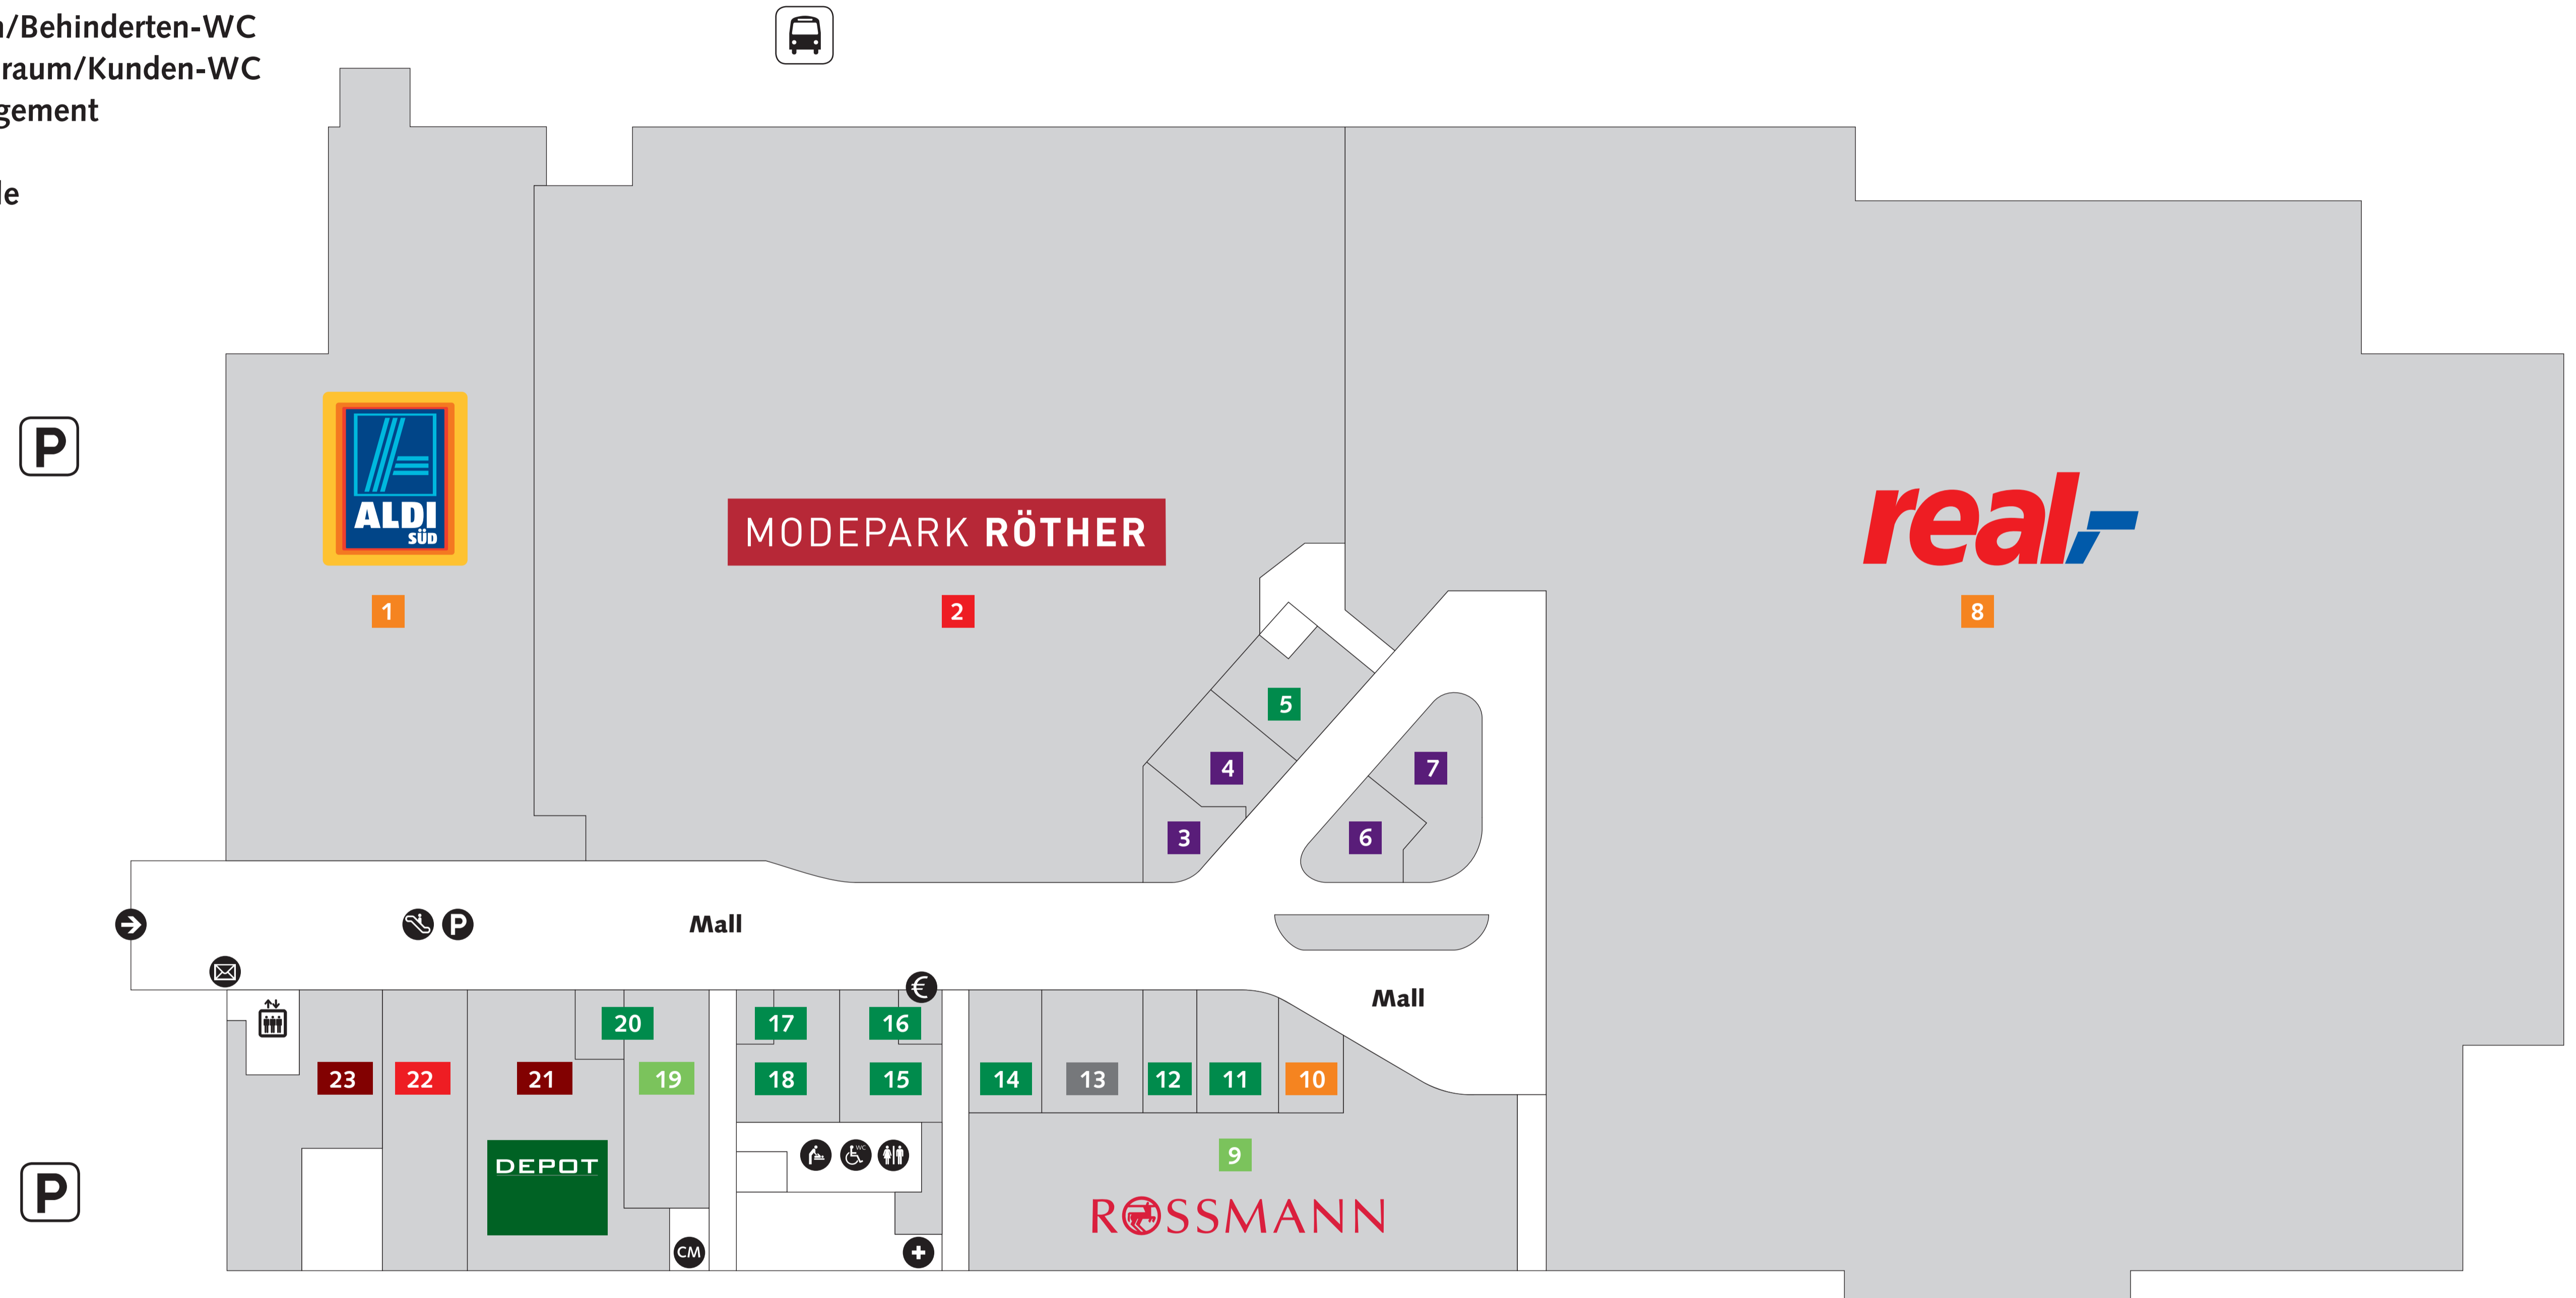 n/Behinderten-WC
raum/Kunden-WC
gement
le
P
ALDI
SÜD
MODEPARK RÖTHER
real,-
1
2
8
5
4
7
3
6
P
Mall
€
Mall
20
17
16
23
22
21
19
18
15
14
13
12
11
10
WC
9
DEPOT
P
ROSSMANN
CM